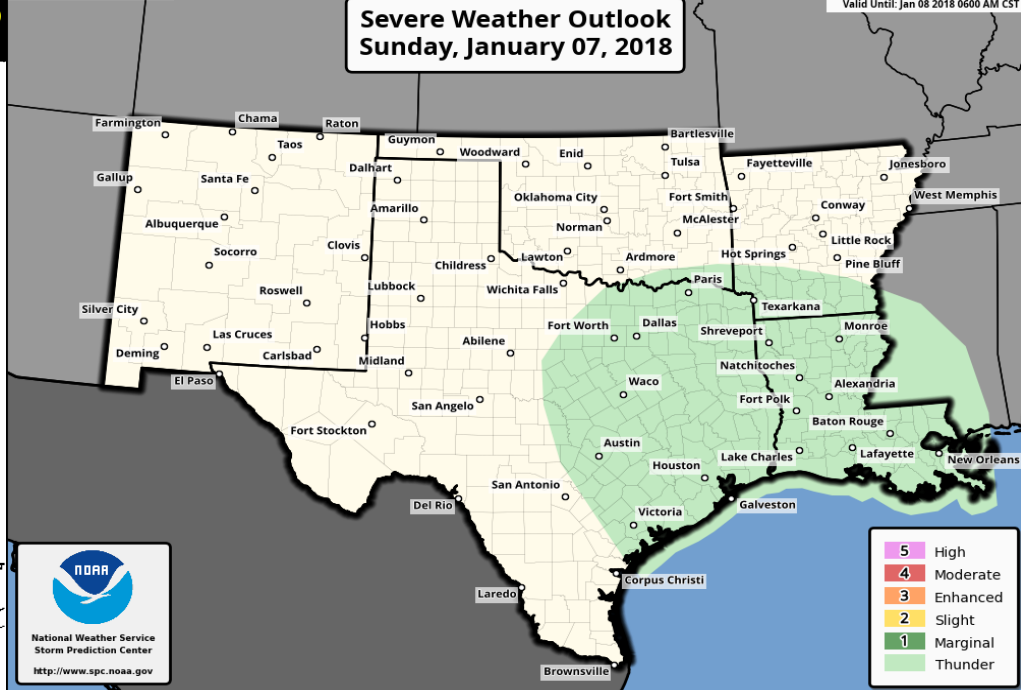 Valid Until: Jan 08 2018 0600 AM CST
Severe Weather Outlook
Sunday, January 07, 2018
Farmington
Chama
Raton
Taos
Guymon
Woodward
Enid
Bartlesville
Tulsa
Fayetteville
Jonesboro
Gallup
Santa Fe
Dalhart
Oklahoma City
Fort Smith
West Memphis
Albuquerque
Amarillo
Norman
McAlester
Conway
Socorro
Clovis
Childress
Lawton
Ardmore
Hot Springs
Little Rock
Pine Bluff
Roswell
Lubbock
Wichita Falls
Paris
Texarkana
Silver City
Las Cruces
Hobbs
Fort Worth
Dallas
Shreveport
Monroe
Deming
Carlsbad
Midland
Abilene
Natchitoches
El Paso
San Angelo
Waco
Fort Polk
Alexandria
Fort Stockton
Austin
Baton Rouge
Houston
Lake Charles
Lafayette
New Orleans
San Antonio
Del Rio
Victoria
Galveston
Laredo
Corpus Christi
Brownsville
NOAA
National Weather Service
Storm Prediction Center
http://www.spc.noaa.gov
5 High
4 Moderate
3 Enhanced
2 Slight
1 Marginal
Thunder